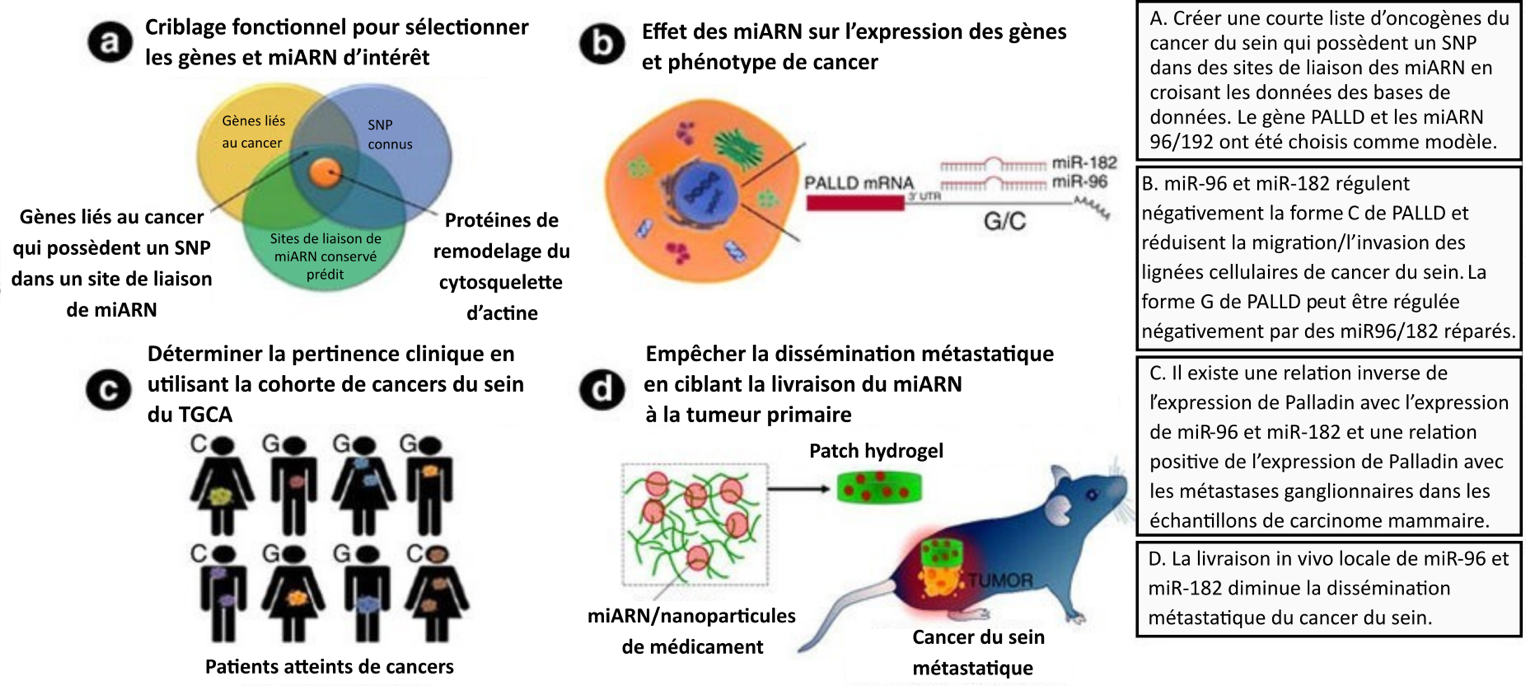 a
Criblage fonctionnel pour sélectionner
les gènes et miARN d'intérêt
Gènes liés
au cancer
SNP
connus
Sites de liaison de
miARN conservé
prédit
Gènes liés au cancer
qui possèdent un SNP
dans un site de liaison
de miARN
Protéines de
remodelage du
cytosquelette
d'actine
b
Effet des miARN sur l'expression des gènes
et phénotype de cancer
PALLD mRNA
3' UTR
miR-182
miR-96
G/C
AAAAAA
c
Déterminer la pertinence clinique en
utilisant la cohorte de cancers du sein
du TGCA
C G G G
C G G C
Patients atteints de cancers
d
Empêcher la dissémination métastatique
en ciblant la livraison du miARN
à la tumeur primaire
Patch hydrogel
miARN/nanoparticules
de médicament
TUMOR
Cancer du sein
métastatique
A. Créer une courte liste d'oncogènes du
cancer du sein qui possèdent un SNP
dans des sites de liaison des miARN en
croisant les données des bases de
données. Le gène PALLD et les miARN
96/192 ont été choisis comme modèle.
B. miR-96 et miR-182 régulent
négativement la forme C de PALLD et
réduisent la migration/l'invasion des
lignées cellulaires de cancer du sein. La
forme G de PALLD peut être régulée
négativement par des miR96/182 réparés.
C. Il existe une relation inverse de
l'expression de Palladin avec l'expression
de miR-96 et miR-182 et une relation
positive de l'expression de Palladin avec
les métastases ganglionnaires dans les
échantillons de carcinome mammaire.
D. La livraison in vivo locale de miR-96 et
miR-182 diminue la dissémination
métastatique du cancer du sein.